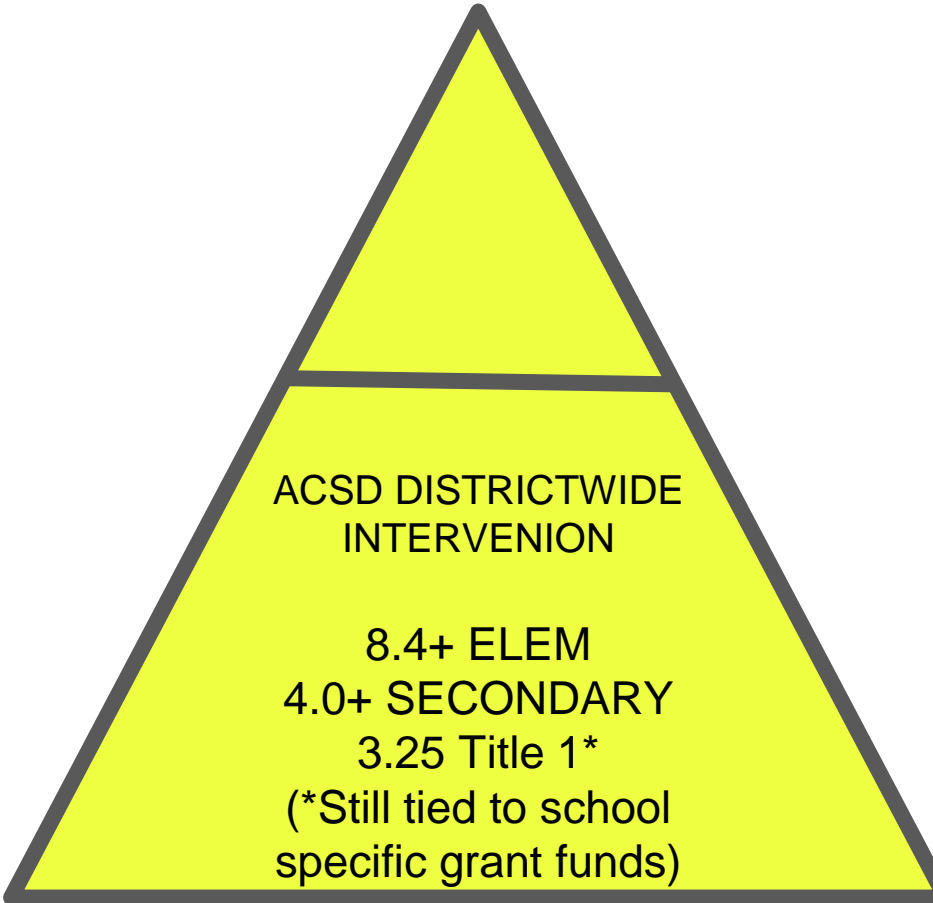 ACSD DISTRICTWIDE
INTERVENION
8.4+ ELEM
4.0+ SECONDARY
3.25 Title 1*
(*Still tied to school
specific grant funds)